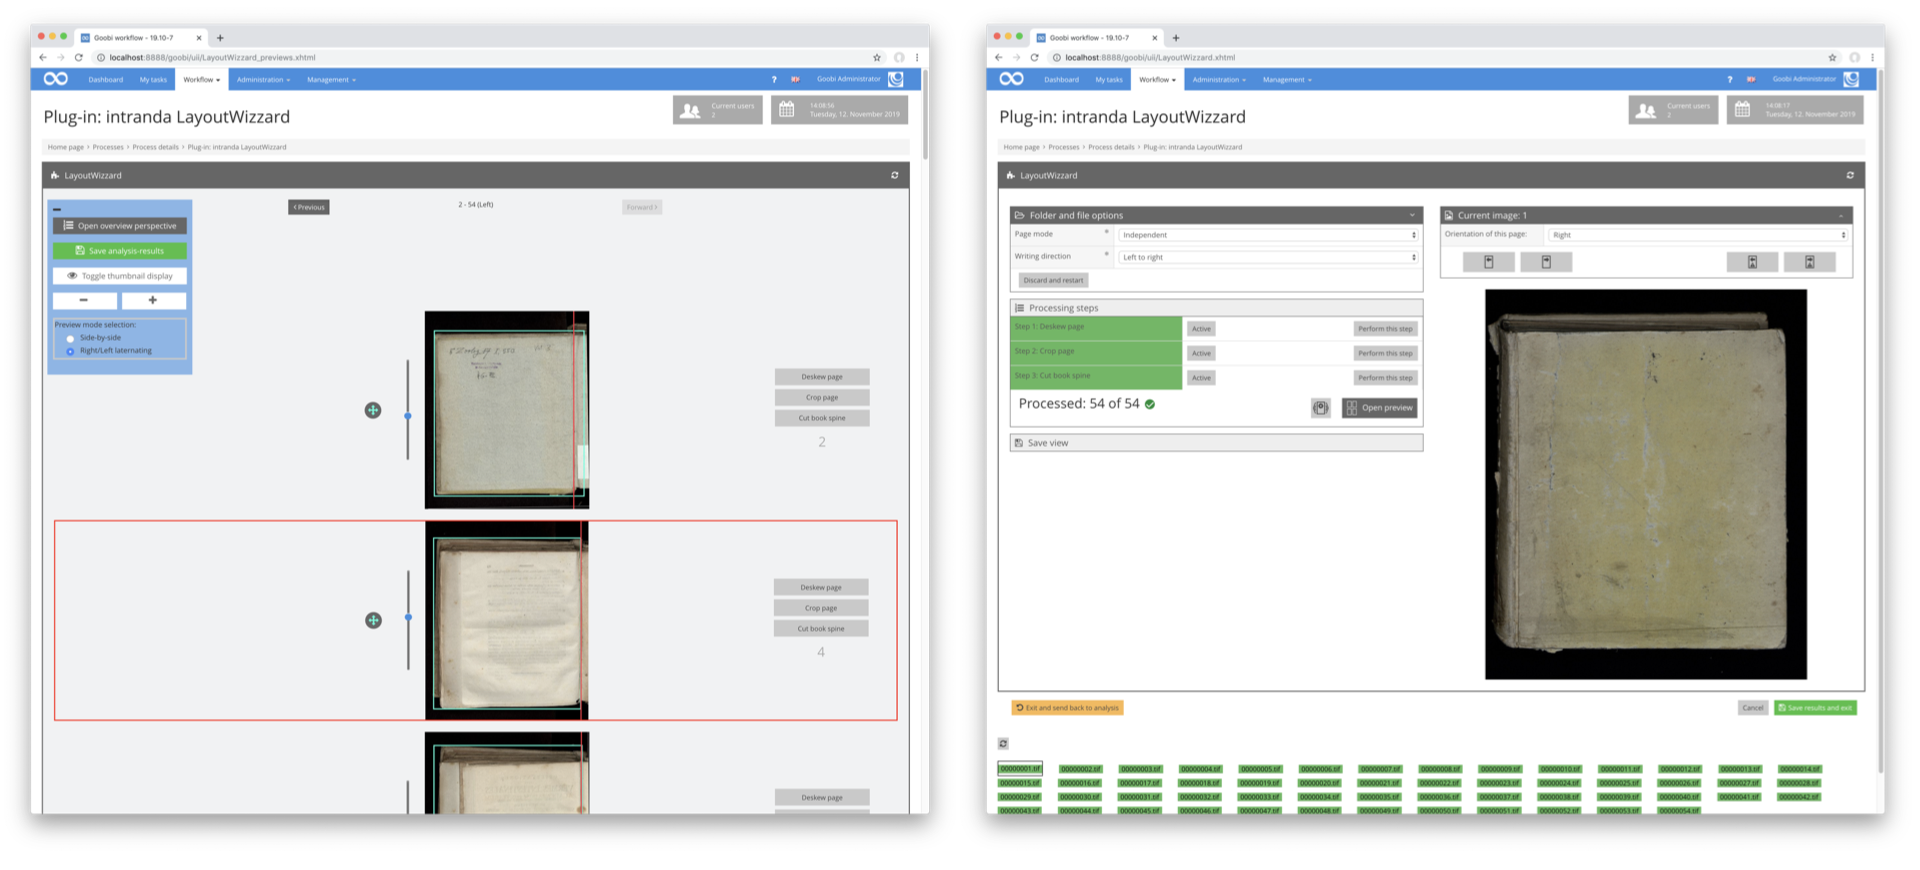 Goobi workflow - 19.10-7
localhost:8888/goobi/uii/LayoutWizzard_previews.xhtml
Dashboard My tasks Workflow Administration Management ? Goobi Administrator
Plug-in: intranda LayoutWizzard
Current users
2
14:08:56
Tuesday, 12. November 2019
Home page › Processes › Process details › Plug-in: intranda LayoutWizzard
LayoutWizzard
Open overview perspective
Save analysis-results
Toggle thumbnail display
Preview mode selection:
Side-by-side
Right/Left laternating
Previous
2 - 54 (Left)
Forward
Deskew page
Crop page
Cut book spine
2
Deskew page
Crop page
Cut book spine
4
Deskew page
Goobi workflow - 19.10-7
localhost:8888/goobi/uii/LayoutWizzard.xhtml
Dashboard My tasks Workflow Administration Management ? Goobi Administrator
Plug-in: intranda LayoutWizzard
Current users
2
14:08:17
Tuesday, 12. November 2019
Home page › Processes › Process details › Plug-in: intranda LayoutWizzard
LayoutWizzard
Folder and file options
Page mode * Independent
Writing direction * Left to right
Discard and restart
Processing steps
Step 1: Deskew page Active Perform this step
Step 2: Crop page Active Perform this step
Step 3: Cut book spine Active Perform this step
Processed: 54 of 54
Open preview
Save view
Current image: 1
Orientation of this page: Right
Exit and send back to analysis
Cancel
Save results and exit
00000001.tif 00000002.tif 00000003.tif 00000004.tif 00000005.tif 00000006.tif 00000007.tif 00000008.tif 00000009.tif 00000010.tif 00000011.tif 00000012.tif 00000013.tif 00000014.tif
00000015.tif 00000016.tif 00000017.tif 00000018.tif 00000019.tif 00000020.tif 00000021.tif 00000022.tif 00000023.tif 00000024.tif 00000025.tif 00000026.tif 00000027.tif 00000028.tif
00000029.tif 00000030.tif 00000031.tif 00000032.tif 00000033.tif 00000034.tif 00000035.tif 00000036.tif 00000037.tif 00000038.tif 00000039.tif 00000040.tif 00000041.tif 00000042.tif
00000043.tif 00000044.tif 00000045.tif 00000046.tif 00000047.tif 00000048.tif 00000049.tif 00000050.tif 00000051.tif 00000052.tif 00000053.tif 00000054.tif